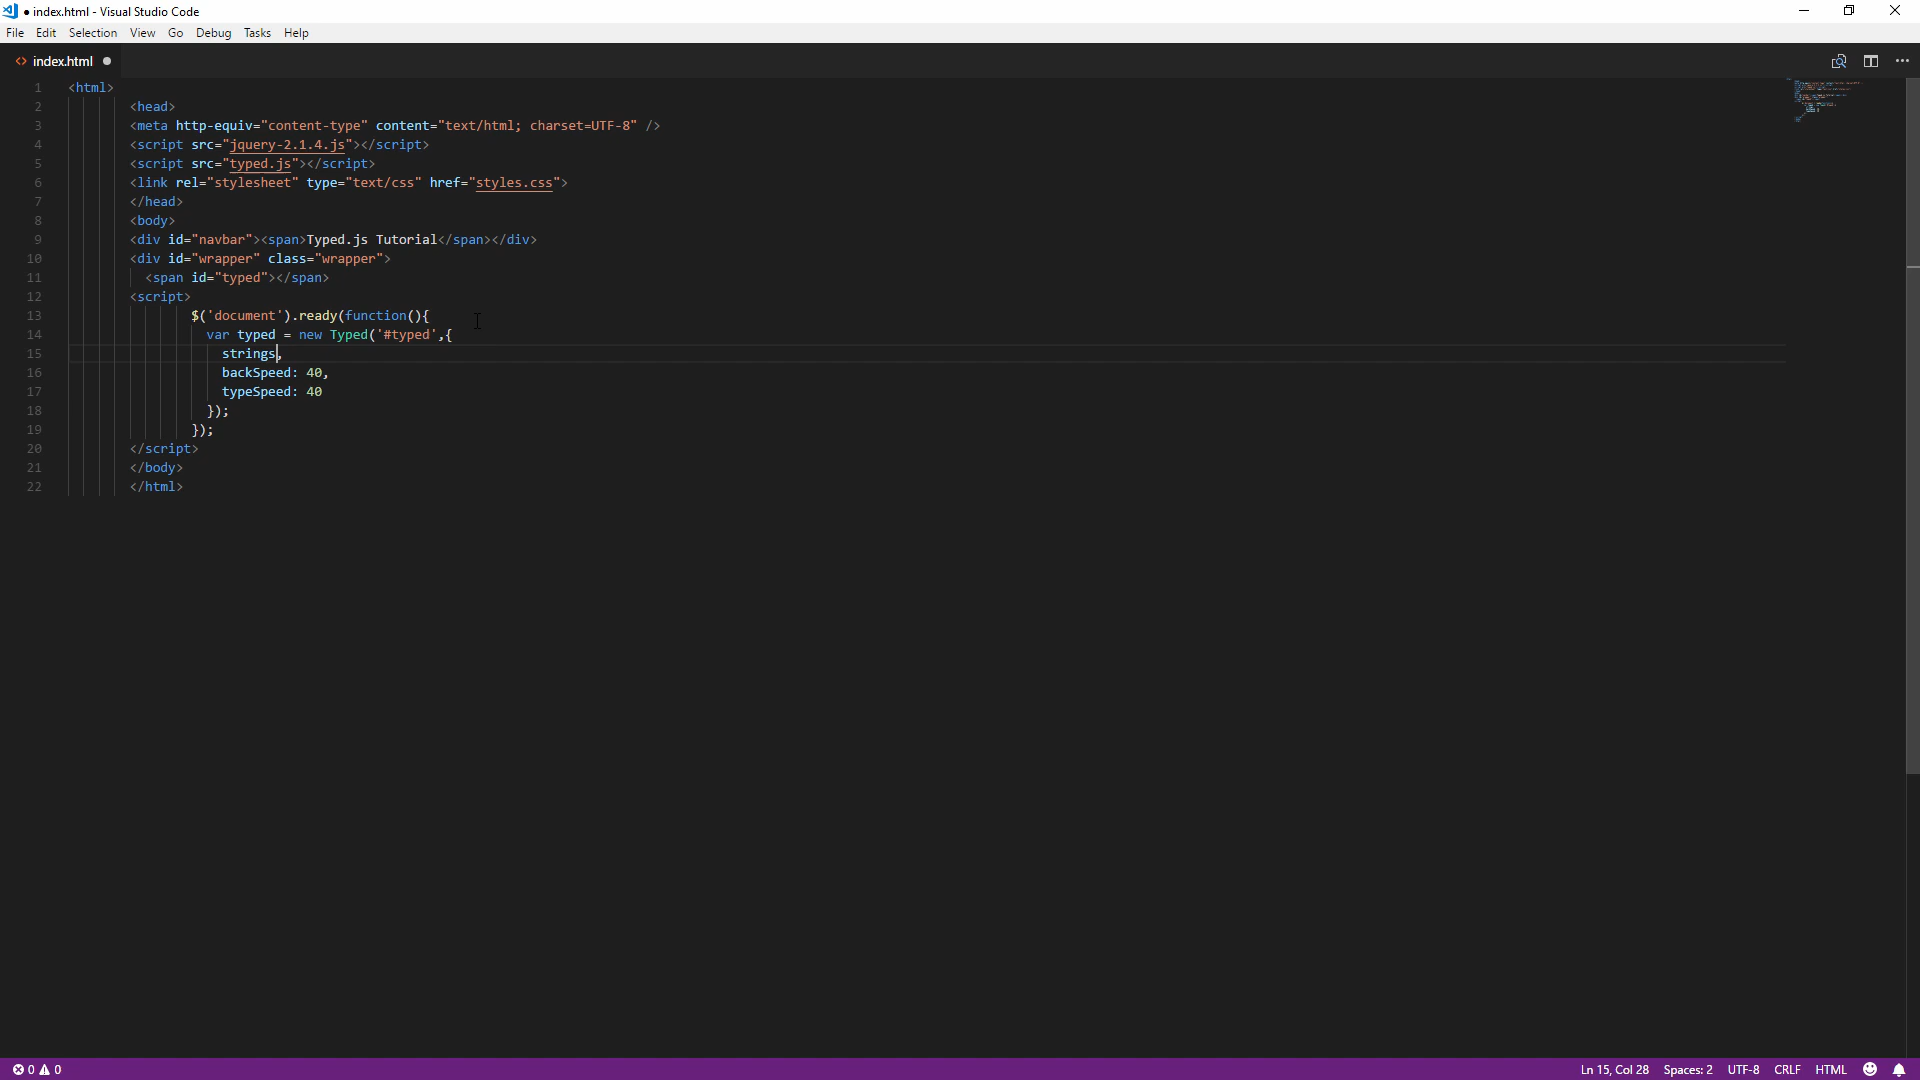 ● index.html - Visual Studio Code
File Edit Selection View Go Debug Tasks Help
<> index.html ●
1 <html>
2 <head>
3 <meta http-equiv="content-type" content="text/html; charset=UTF-8" />
4 <script src="jquery-2.1.4.js"></script>
5 <script src="typed.js"></script>
6 <link rel="stylesheet" type="text/css" href="styles.css">
7 </head>
8 <body>
9 <div id="navbar"><span>Typed.js Tutorial</span></div>
10 <div id="wrapper" class="wrapper">
11 <span id="typed"></span>
12 <script>
13 $('document').ready(function(){
14 var typed = new Typed('#typed',{
15 strings,
16 backSpeed: 40,
17 typeSpeed: 40
18 });
19 });
20 </script>
21 </body>
22 </html>
0 0 Ln 15, Col 28 Spaces: 2 UTF-8 CRLF HTML